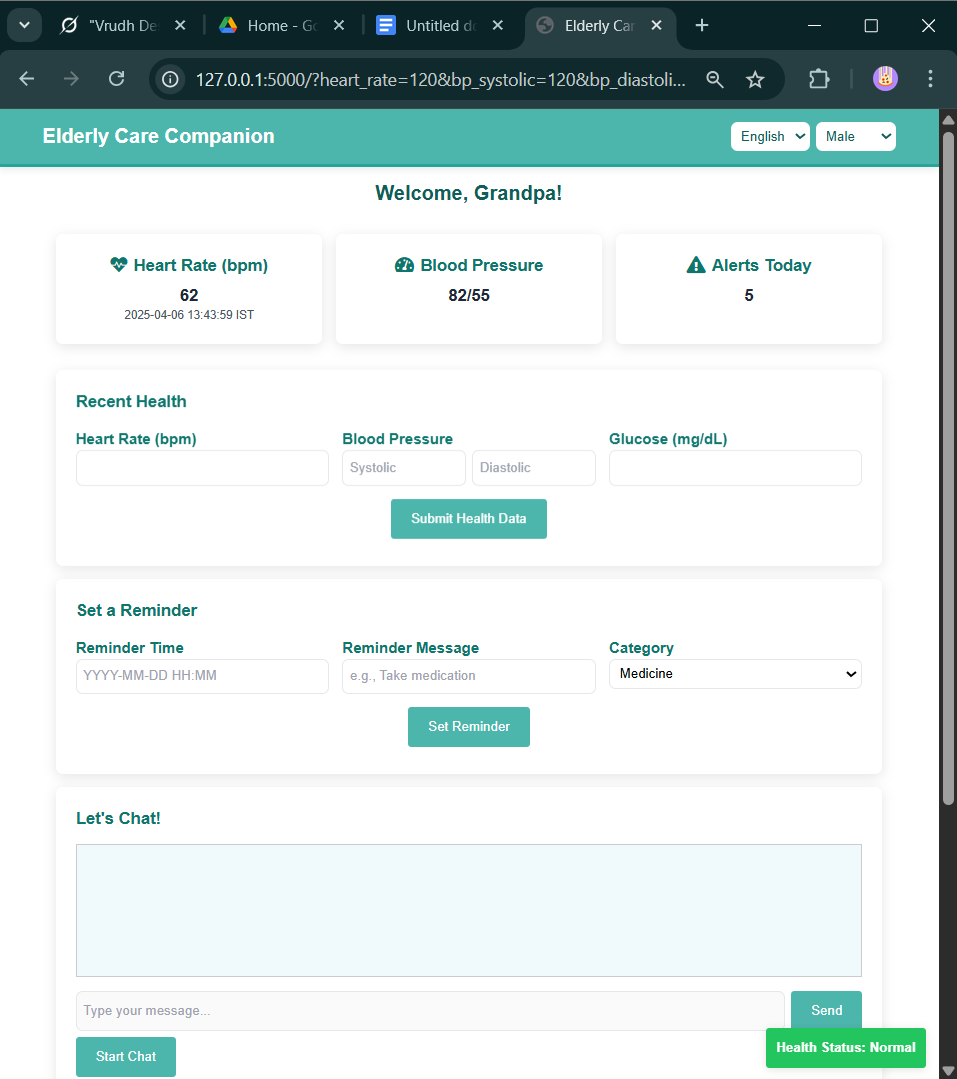 "Vrudh De
Home - Go
Untitled do
Elderly Car
127.0.0.1:5000/?heart_rate=120&bp_systolic=120&bp_diastoli...
Elderly Care Companion
English
Male
Welcome, Grandpa!
Heart Rate (bpm)
62
2025-04-06 13:43:59 IST
Blood Pressure
82/55
Alerts Today
5
Recent Health
Heart Rate (bpm)
Blood Pressure
Glucose (mg/dL)
Systolic
Diastolic
Submit Health Data
Set a Reminder
Reminder Time
Reminder Message
Category
YYYY-MM-DD HH:MM
e.g., Take medication
Medicine
Set Reminder
Let's Chat!
Type your message...
Send
Start Chat
Health Status: Normal